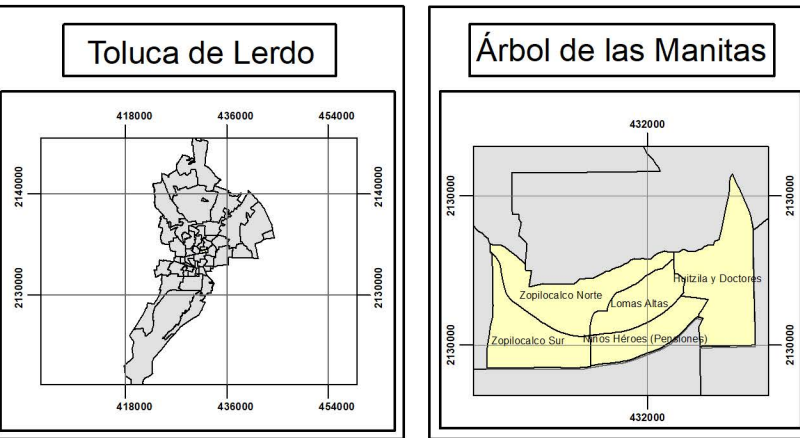 Toluca de Lerdo
418000 436000 454000
2140000 2140000
2130000 2130000
418000 436000 454000
Árbol de las Manitas
432000
2130000 2130000
Huitzila y Doctores
Zopilocalco Norte
Lomas Altas
Zopilocalco Sur
Niños Héroes (Pensiones)
2130000 2130000
432000